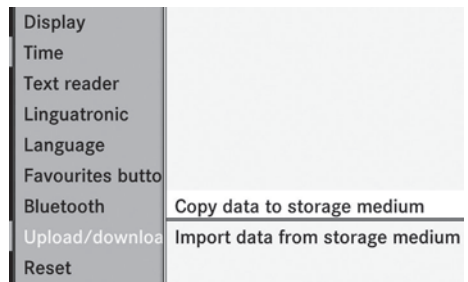 Display
Time
Text reader
Linguatronic
Language
Favourites butto
Bluetooth
Copy data to storage medium
Upload/downloa
Import data from storage medium
Reset